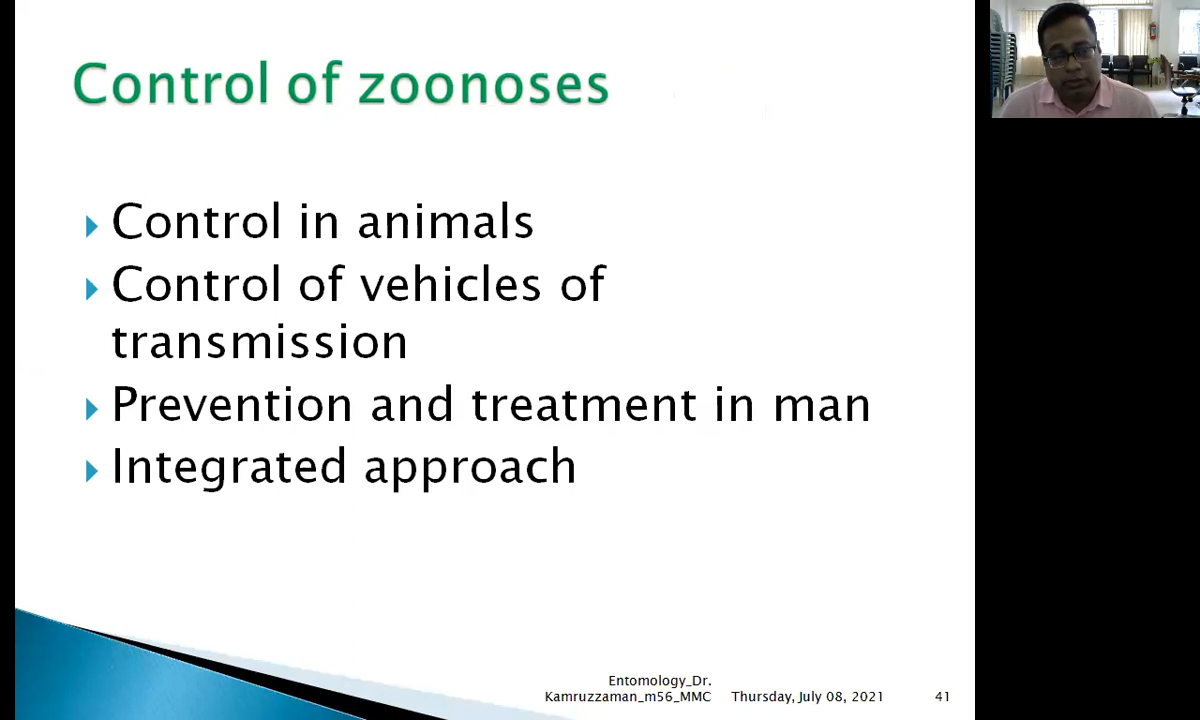 Control of zoonoses
Control in animals
Control of vehicles of
transmission
Prevention and treatment in man
Integrated approach
Entomology_Dr.
Kamruzzaman_m56_MMC Thursday, July 08, 2021 41